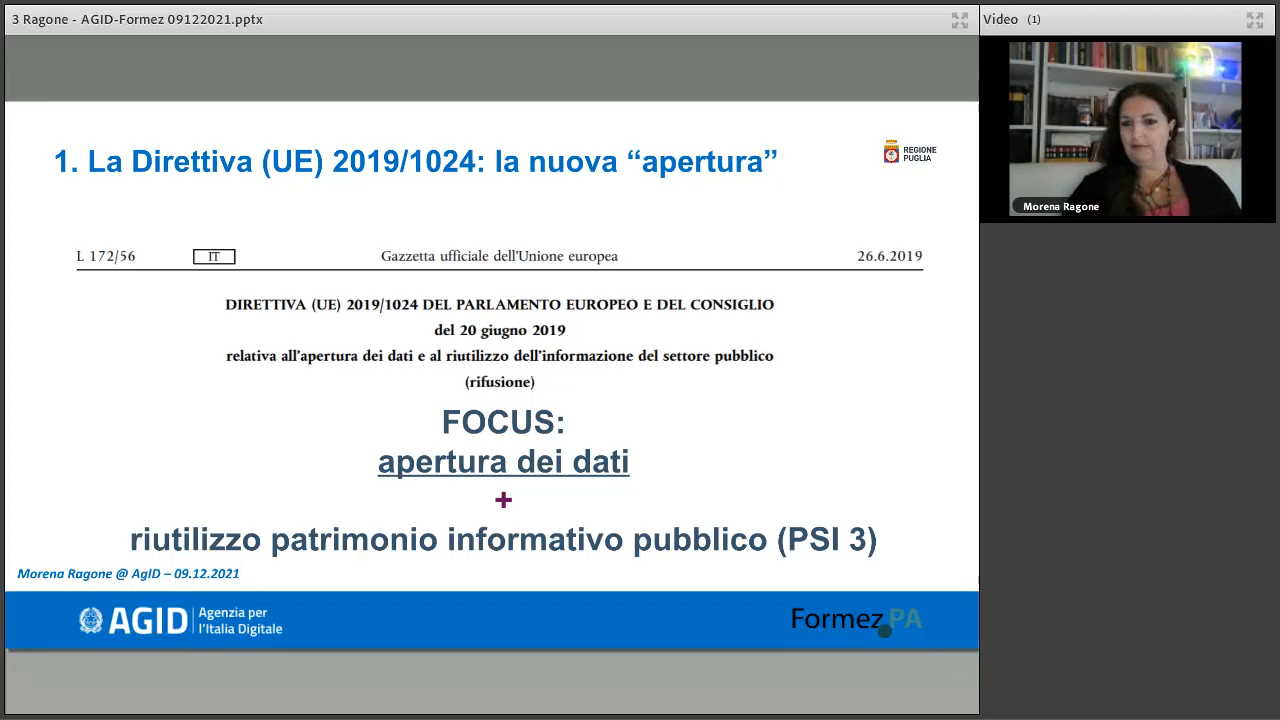 3 Ragone - AGID-Formez 09122021.pptx
Video (1)
Morena Ragone
1. La Direttiva (UE) 2019/1024: la nuova “apertura”
REGIONE
PUGLIA
L 172/56 IT Gazzetta ufficiale dell'Unione europea 26.6.2019
DIRETTIVA (UE) 2019/1024 DEL PARLAMENTO EUROPEO E DEL CONSIGLIO
del 20 giugno 2019
relativa all'apertura dei dati e al riutilizzo dell'informazione del settore pubblico
(rifusione)
FOCUS:
apertura dei dati
+
riutilizzo patrimonio informativo pubblico (PSI 3)
Morena Ragone @ AgID – 09.12.2021
AGID Agenzia per
l'Italia Digitale
Formez PA